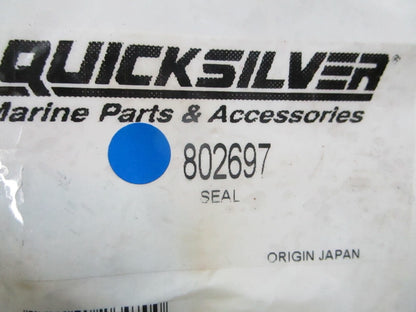 QUICKSILVER®
Marine Parts & Accessories
802697
SEAL
ORIGIN JAPAN